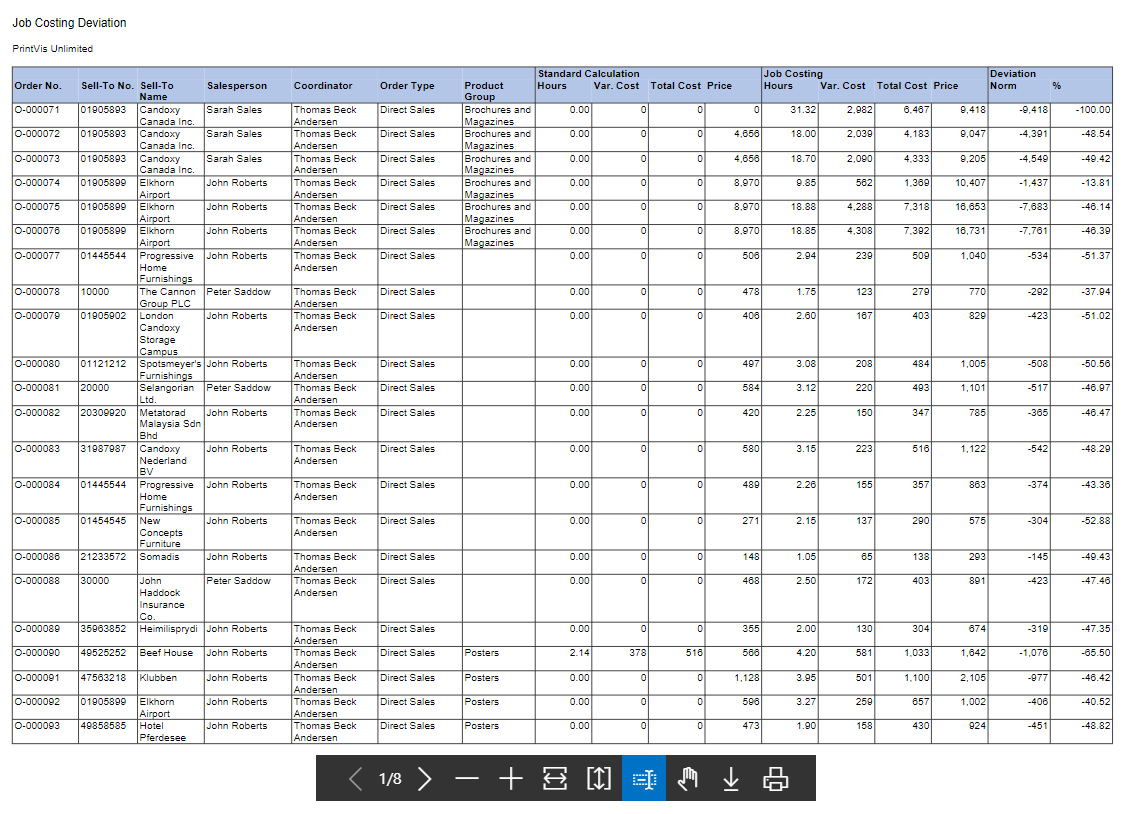 Job Costing Deviation
PrintVis Unlimited
Standard Calculation Job Costing Deviation
Order No. Sell-To No. Sell-To Name Salesperson Coordinator Order Type Product Group Hours Var. Cost Total Cost Price Hours Var. Cost Total Cost Price Norm %
O-000071 01905893 Candoxy Canada Inc. Sarah Sales Thomas Beck Andersen Direct Sales Brochures and Magazines 0.00 0 0 0 31.32 2,982 6,467 9,418 -9,418 -100.00
O-000072 01905893 Candoxy Canada Inc. Sarah Sales Thomas Beck Andersen Direct Sales Brochures and Magazines 0.00 0 0 4,656 18.00 2,039 4,183 9,047 -4,391 -48.54
O-000073 01905893 Candoxy Canada Inc. Sarah Sales Thomas Beck Andersen Direct Sales Brochures and Magazines 0.00 0 0 4,656 18.70 2,090 4,333 9,205 -4,549 -49.42
O-000074 01905899 Elkhorn Airport John Roberts Thomas Beck Andersen Direct Sales Brochures and Magazines 0.00 0 0 8,970 9.85 562 1,369 10,407 -1,437 -13.81
O-000075 01905899 Elkhorn Airport John Roberts Thomas Beck Andersen Direct Sales Brochures and Magazines 0.00 0 0 8,970 18.88 4,288 7,318 16,653 -7,683 -46.14
O-000076 01905899 Elkhorn Airport John Roberts Thomas Beck Andersen Direct Sales Brochures and Magazines 0.00 0 0 8,970 18.85 4,308 7,392 16,731 -7,761 -46.39
O-000077 01445544 Progressive Home Furnishings John Roberts Thomas Beck Andersen Direct Sales 0.00 0 0 506 2.94 239 509 1,040 -534 -51.37
O-000078 10000 The Cannon Group PLC Peter Saddow Thomas Beck Andersen Direct Sales 0.00 0 0 478 1.75 123 279 770 -292 -37.94
O-000079 01905902 London Candoxy Storage Campus John Roberts Thomas Beck Andersen Direct Sales 0.00 0 0 406 2.60 167 403 829 -423 -51.02
O-000080 01121212 Spotsmeyer's Furnishings John Roberts Thomas Beck Andersen Direct Sales 0.00 0 0 497 3.08 208 484 1,005 -508 -50.56
O-000081 20000 Selangorian Ltd. Peter Saddow Thomas Beck Andersen Direct Sales 0.00 0 0 584 3.12 220 493 1,101 -517 -46.97
O-000082 20309920 Metatorad Malaysia Sdn Bhd John Roberts Thomas Beck Andersen Direct Sales 0.00 0 0 420 2.25 150 347 785 -365 -46.47
O-000083 31987987 Candoxy Nederland BV John Roberts Thomas Beck Andersen Direct Sales 0.00 0 0 580 3.15 223 516 1,122 -542 -48.29
O-000084 01445544 Progressive Home Furnishings John Roberts Thomas Beck Andersen Direct Sales 0.00 0 0 489 2.26 155 357 863 -374 -43.36
O-000085 01454545 New Concepts Furniture John Roberts Thomas Beck Andersen Direct Sales 0.00 0 0 271 2.15 137 290 575 -304 -52.88
O-000086 21233572 Somadis John Roberts Thomas Beck Andersen Direct Sales 0.00 0 0 148 1.05 65 138 293 -145 -49.43
O-000088 30000 John Haddock Insurance Co. Peter Saddow Thomas Beck Andersen Direct Sales 0.00 0 0 468 2.50 172 403 891 -423 -47.46
O-000089 35963852 Heimilisprydi John Roberts Thomas Beck Andersen Direct Sales 0.00 0 0 355 2.00 130 304 674 -319 -47.35
O-000090 49525252 Beef House John Roberts Thomas Beck Andersen Direct Sales Posters 2.14 378 516 566 4.20 581 1,033 1,642 -1,076 -65.50
O-000091 47563218 Klubben John Roberts Thomas Beck Andersen Direct Sales Posters 0.00 0 0 1,128 3.95 501 1,100 2,105 -977 -46.42
O-000092 01905899 Elkhorn Airport John Roberts Thomas Beck Andersen Direct Sales Posters 0.00 0 0 596 3.27 259 657 1,002 -406 -40.52
O-000093 49858585 Hotel Pferdesee John Roberts Thomas Beck Andersen Direct Sales Posters 0.00 0 0 473 1.90 158 430 924 -451 -48.82
1/8